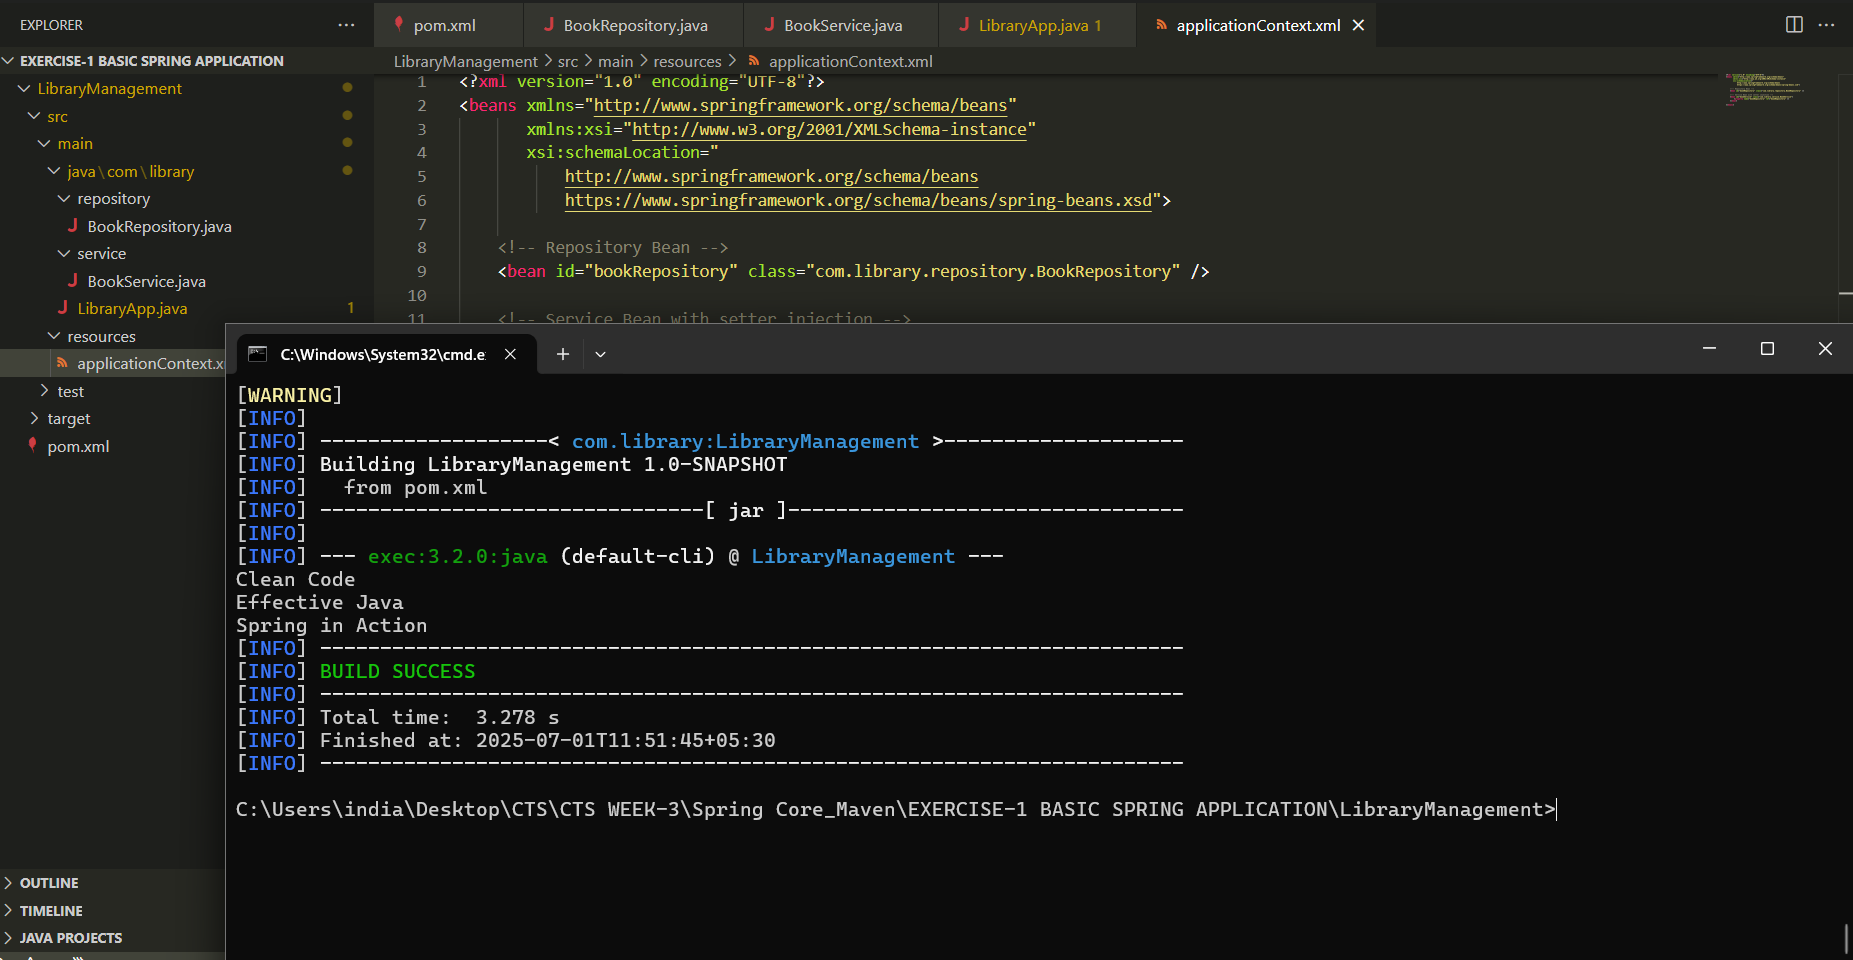 EXPLORER ···
EXERCISE-1 BASIC SPRING APPLICATION
LibraryManagement
src
main
java\com\library
repository
BookRepository.java
service
BookService.java
LibraryApp.java 1
resources
applicationContext.x
test
target
pom.xml
OUTLINE
TIMELINE
JAVA PROJECTS
pom.xml
BookRepository.java
BookService.java
LibraryApp.java 1
applicationContext.xml
LibraryManagement > src > main > resources > applicationContext.xml
1 <?xml version="1.0" encoding="UTF-8"?>
2 <beans xmlns="http://www.springframework.org/schema/beans"
3 xmlns:xsi="http://www.w3.org/2001/XMLSchema-instance"
4 xsi:schemaLocation="
5 http://www.springframework.org/schema/beans
6 https://www.springframework.org/schema/beans/spring-beans.xsd">
7
8 <!-- Repository Bean -->
9 <bean id="bookRepository" class="com.library.repository.BookRepository" />
10
11 <!-- Service Bean with setter injection -->
C:\Windows\System32\cmd.e
[WARNING]
[INFO]
[INFO] -------------------< com.library:LibraryManagement >--------------------
[INFO] Building LibraryManagement 1.0-SNAPSHOT
[INFO]   from pom.xml
[INFO] --------------------------------[ jar ]---------------------------------
[INFO]
[INFO] --- exec:3.2.0:java (default-cli) @ LibraryManagement ---
Clean Code
Effective Java
Spring in Action
[INFO] ------------------------------------------------------------------------
[INFO] BUILD SUCCESS
[INFO] ------------------------------------------------------------------------
[INFO] Total time:  3.278 s
[INFO] Finished at: 2025-07-01T11:51:45+05:30
[INFO] ------------------------------------------------------------------------
C:\Users\india\Desktop\CTS\CTS WEEK-3\Spring Core_Maven\EXERCISE-1 BASIC SPRING APPLICATION\LibraryManagement>